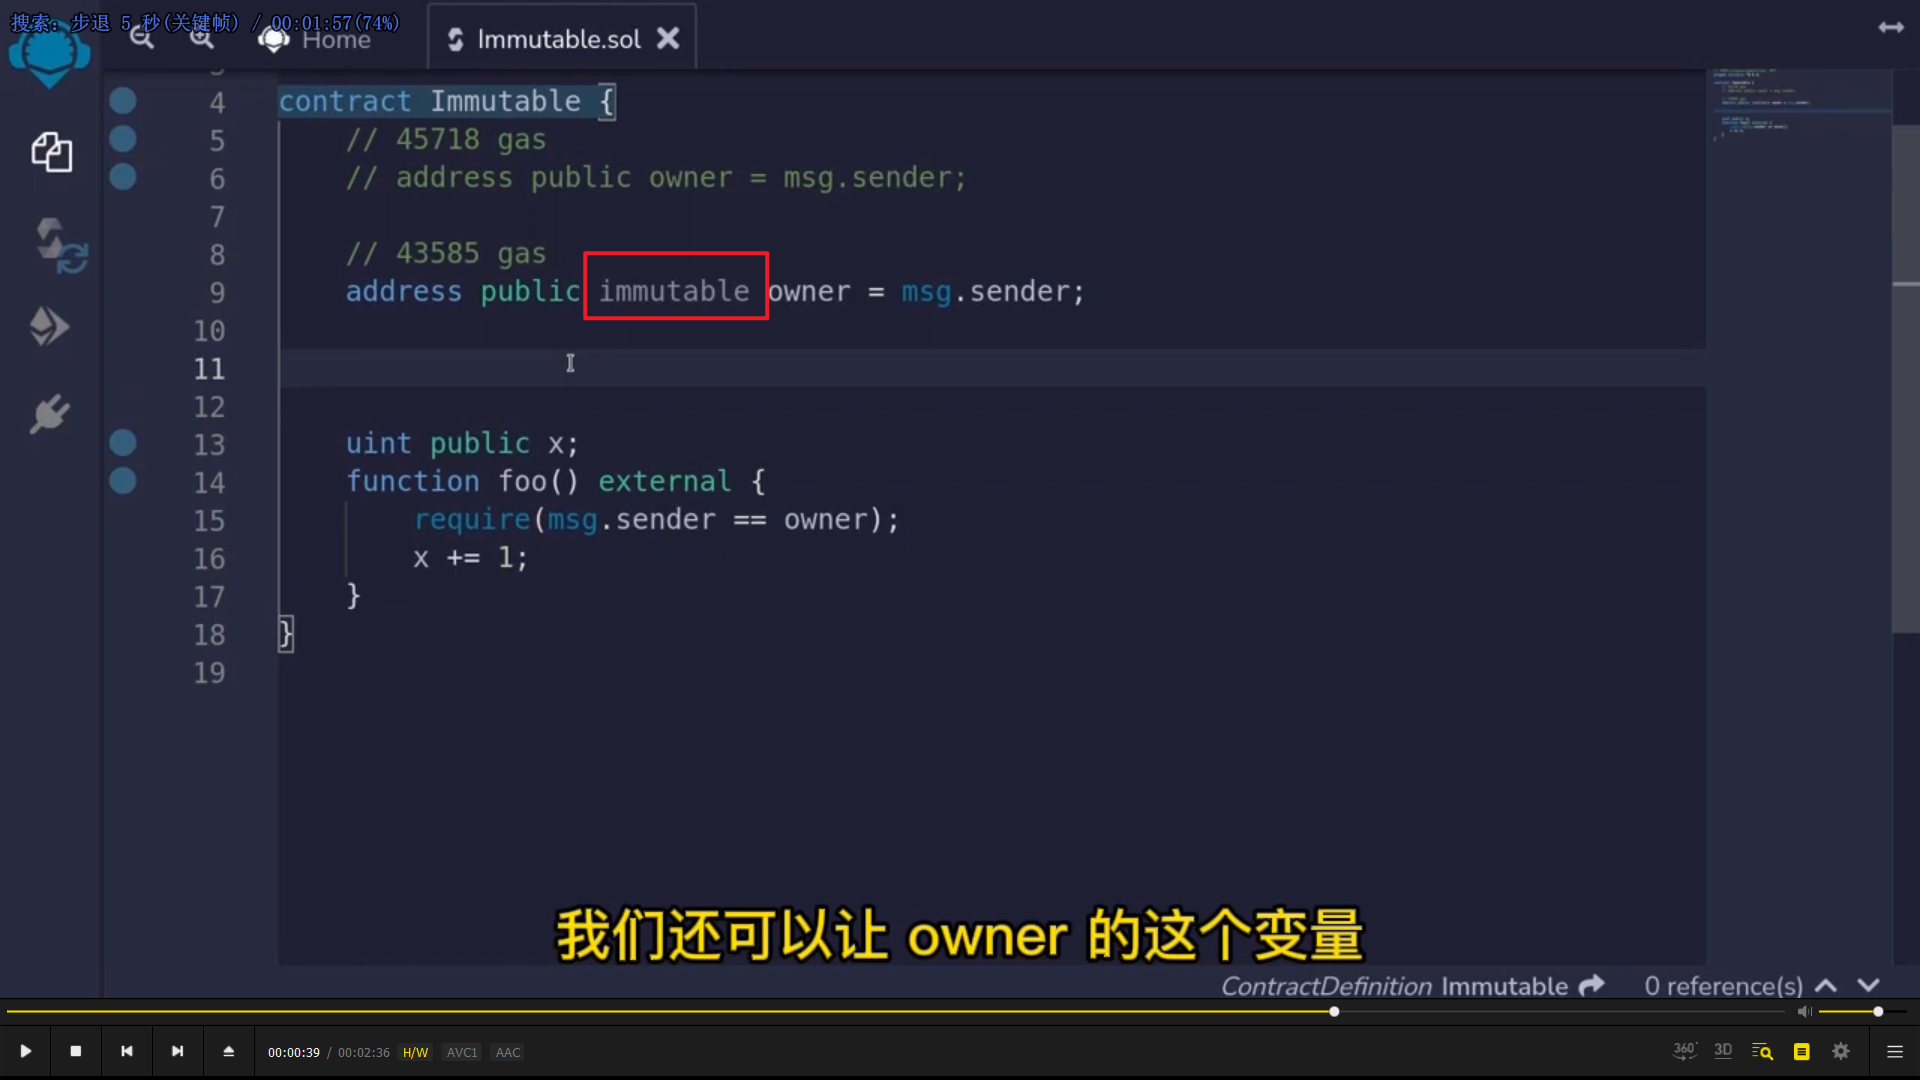 搜索: 步退 5 秒(关键帧) / 00:01:57(74%)
Home
Immutable.sol
4 contract Immutable {
5 // 45718 gas
6 // address public owner = msg.sender;
7
8 // 43585 gas
9 address public immutable owner = msg.sender;
10
11
12
13 uint public x;
14 function foo() external {
15 require(msg.sender == owner);
16 x += 1;
17 }
18 }
19
我们还可以让 owner 的这个变量
ContractDefinition Immutable 0 reference(s)
00:00:39 / 00:02:36 H/W AVC1 AAC
360° 3D